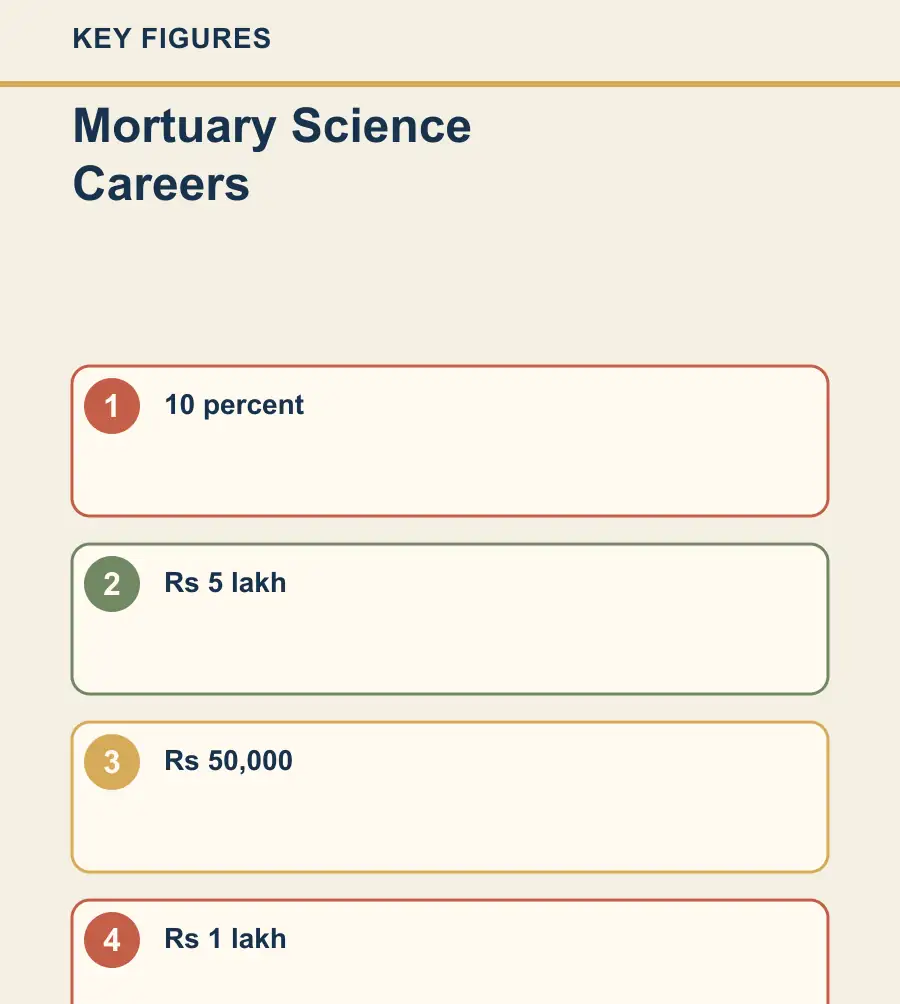 KEY FIGURES
Mortuary Science
Careers
1 10 percent
2 Rs 5 lakh
3 Rs 50,000
4 Rs 1 lakh